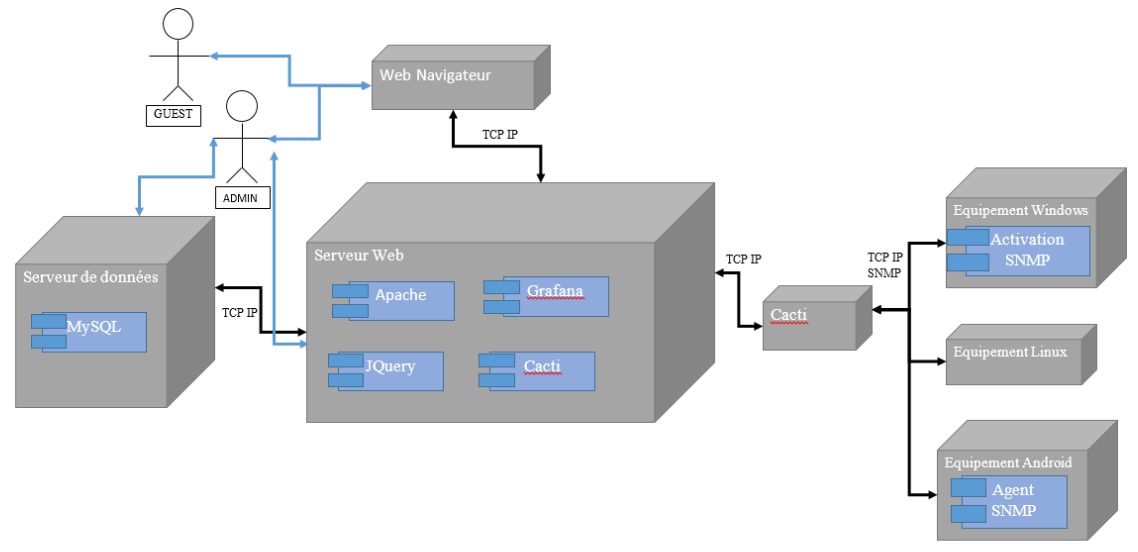 GUEST
Web Navigateur
ADMIN
TCP IP
Serveur de données
MySQL
TCP IP
Serveur Web
Apache
Grafana
JQuery
Cacti
TCP IP
Cacti
TCP IP
SNMP
Equipement Windows
Activation
SNMP
Equipement Linux
Equipement Android
Agent
SNMP